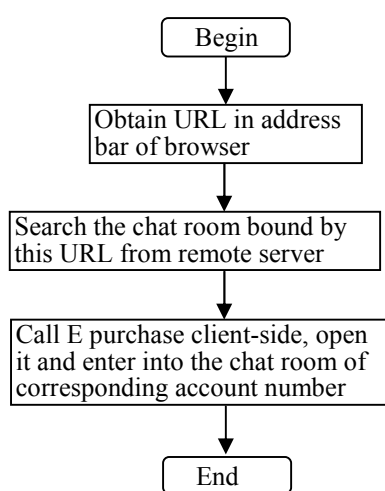 Begin
Obtain URL in address
bar of browser
Search the chat room bound by
this URL from remote server
Call E purchase client-side, open
it and enter into the chat room of
corresponding account number
End